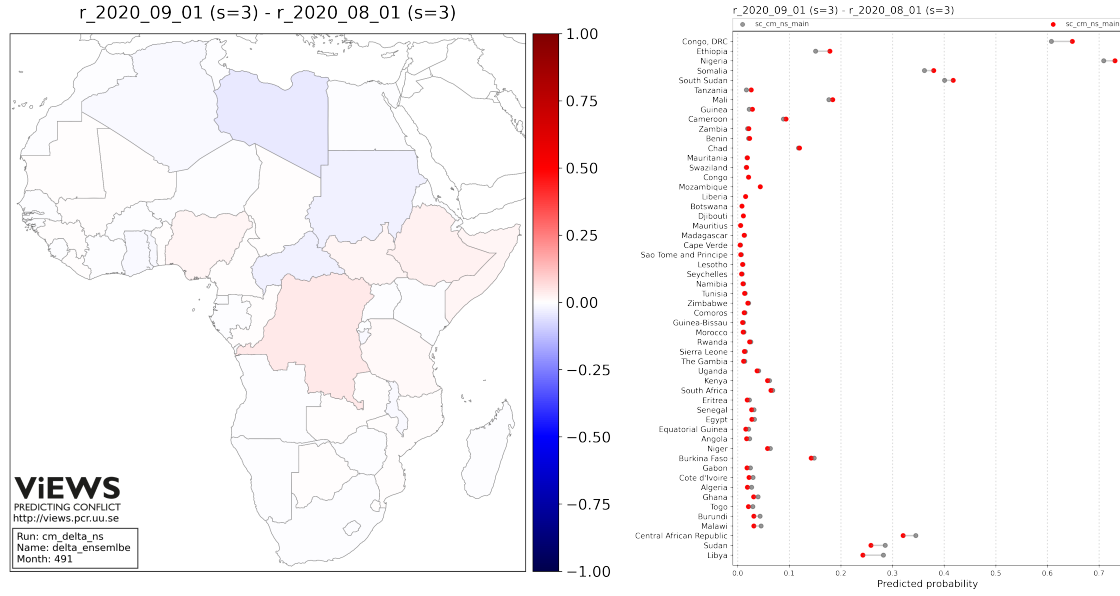 r_2020_09_01 (s=3) - r_2020_08_01 (s=3)
1.00
0.75
0.50
0.25
0.00
−0.25
−0.50
−0.75
−1.00
ViEWS
PREDICTING CONFLICT
http://views.pcr.uu.se
Run: cm_delta_ns
Name: delta_ensemlbe
Month: 491
r_2020_09_01 (s=3) - r_2020_08_01 (s=3)
sc_cm_ns_main sc_cm_ns_main
Congo, DRC
Ethiopia
Nigeria
Somalia
South Sudan
Tanzania
Mali
Guinea
Cameroon
Zambia
Benin
Chad
Mauritania
Swaziland
Congo
Mozambique
Liberia
Botswana
Djibouti
Mauritius
Madagascar
Cape Verde
Sao Tome and Principe
Lesotho
Seychelles
Namibia
Tunisia
Zimbabwe
Comoros
Guinea-Bissau
Morocco
Rwanda
Sierra Leone
The Gambia
Uganda
Kenya
South Africa
Eritrea
Senegal
Egypt
Equatorial Guinea
Angola
Niger
Burkina Faso
Gabon
Cote d'Ivoire
Algeria
Ghana
Togo
Burundi
Malawi
Central African Republic
Sudan
Libya
0.0 0.1 0.2 0.3 0.4 0.5 0.6 0.7
Predicted probability